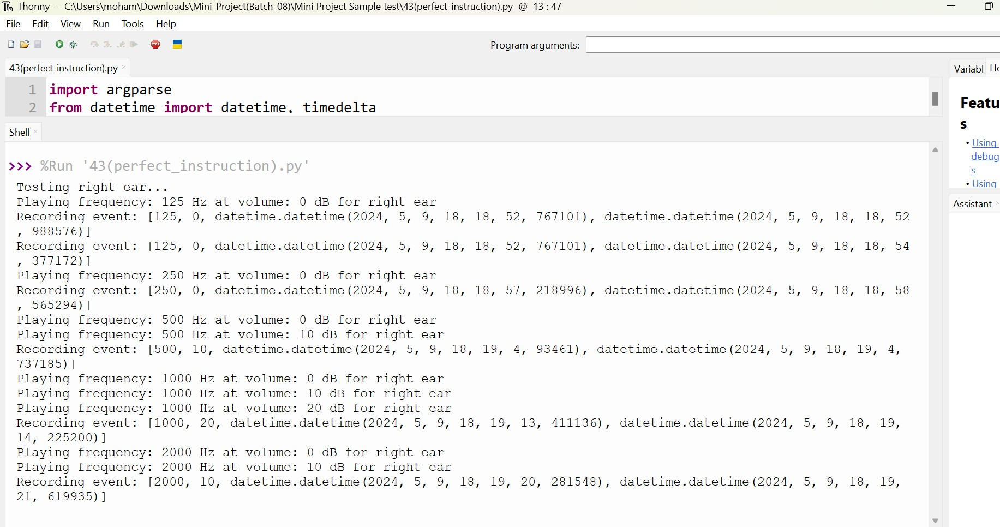 Thonny - C:\Users\moham\Downloads\Mini_Project(Batch_08)\Mini Project Sample test\43(perfect_instruction).py @ 13 : 47
File Edit View Run Tools Help
STOP
Program arguments:
43(perfect_instruction).py ×
Variabl He
1 import argparse
2 from datetime import datetime, timedelta
Featu
s
• Using
debug
s
• Using
Shell ×
Assistant ×
>>> %Run '43(perfect_instruction).py'
Testing right ear...
Playing frequency: 125 Hz at volume: 0 dB for right ear
Recording event: [125, 0, datetime.datetime(2024, 5, 9, 18, 18, 52, 767101), datetime.datetime(2024, 5, 9, 18, 18, 52
, 988576)]
Recording event: [125, 0, datetime.datetime(2024, 5, 9, 18, 18, 52, 767101), datetime.datetime(2024, 5, 9, 18, 18, 54
, 377172)]
Playing frequency: 250 Hz at volume: 0 dB for right ear
Recording event: [250, 0, datetime.datetime(2024, 5, 9, 18, 18, 57, 218996), datetime.datetime(2024, 5, 9, 18, 18, 58
, 565294)]
Playing frequency: 500 Hz at volume: 0 dB for right ear
Playing frequency: 500 Hz at volume: 10 dB for right ear
Recording event: [500, 10, datetime.datetime(2024, 5, 9, 18, 19, 4, 93461), datetime.datetime(2024, 5, 9, 18, 19, 4,
737185)]
Playing frequency: 1000 Hz at volume: 0 dB for right ear
Playing frequency: 1000 Hz at volume: 10 dB for right ear
Playing frequency: 1000 Hz at volume: 20 dB for right ear
Recording event: [1000, 20, datetime.datetime(2024, 5, 9, 18, 19, 13, 411136), datetime.datetime(2024, 5, 9, 18, 19,
14, 225200)]
Playing frequency: 2000 Hz at volume: 0 dB for right ear
Playing frequency: 2000 Hz at volume: 10 dB for right ear
Recording event: [2000, 10, datetime.datetime(2024, 5, 9, 18, 19, 20, 281548), datetime.datetime(2024, 5, 9, 18, 19,
21, 619935)]